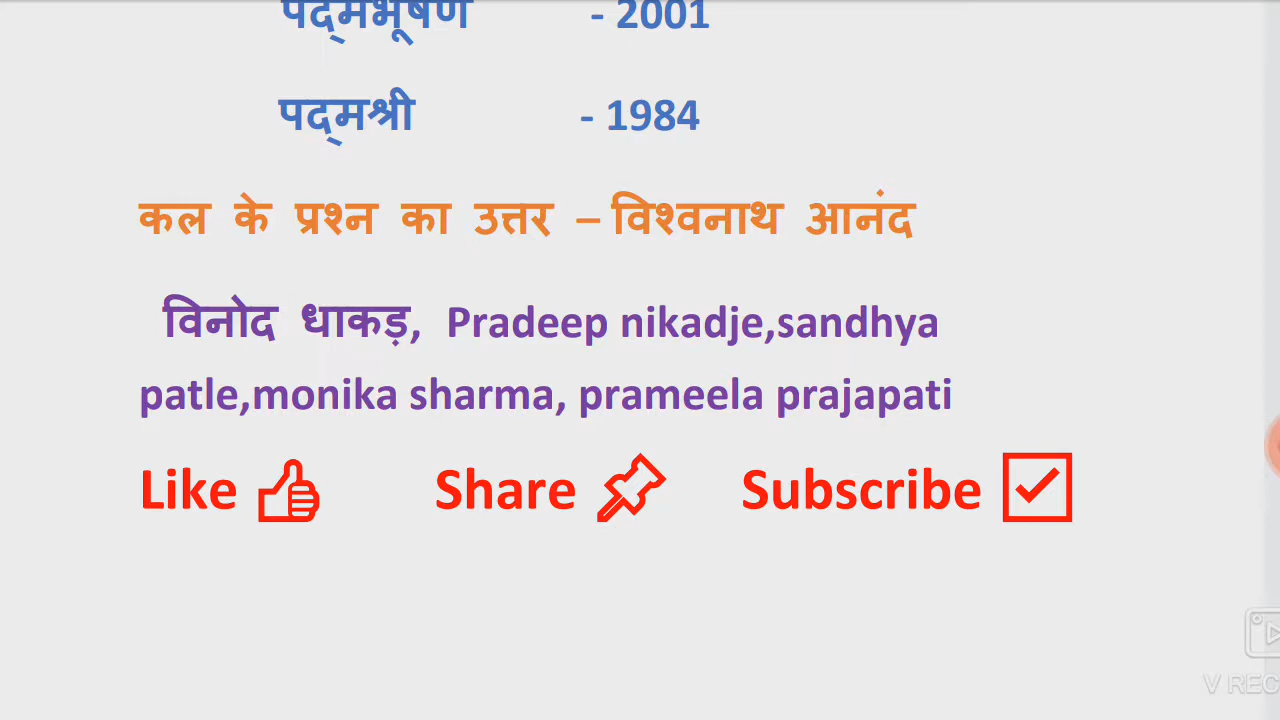 पद्मभूषण - 2001
पद्मश्री - 1984
कल के प्रश्न का उत्तर – विश्वनाथ आनंद
विनोद धाकड़, Pradeep nikadje,sandhya
patle,monika sharma, prameela prajapati
Like Share Subscribe
V REC